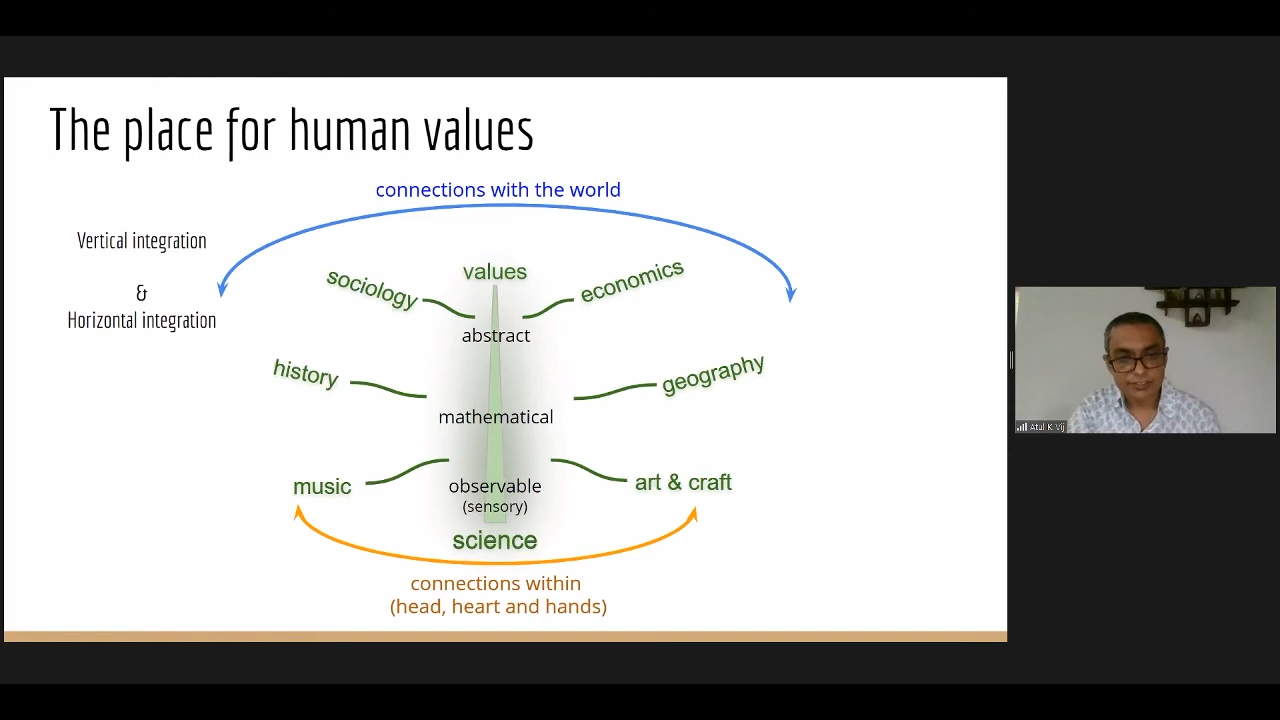 The place for human values
connections with the world
Vertical integration
&
Horizontal integration
sociology
values
economics
abstract
history
geography
mathematical
music
observable
(sensory)
art & craft
science
connections within
(head, heart and hands)
Atul K Vij